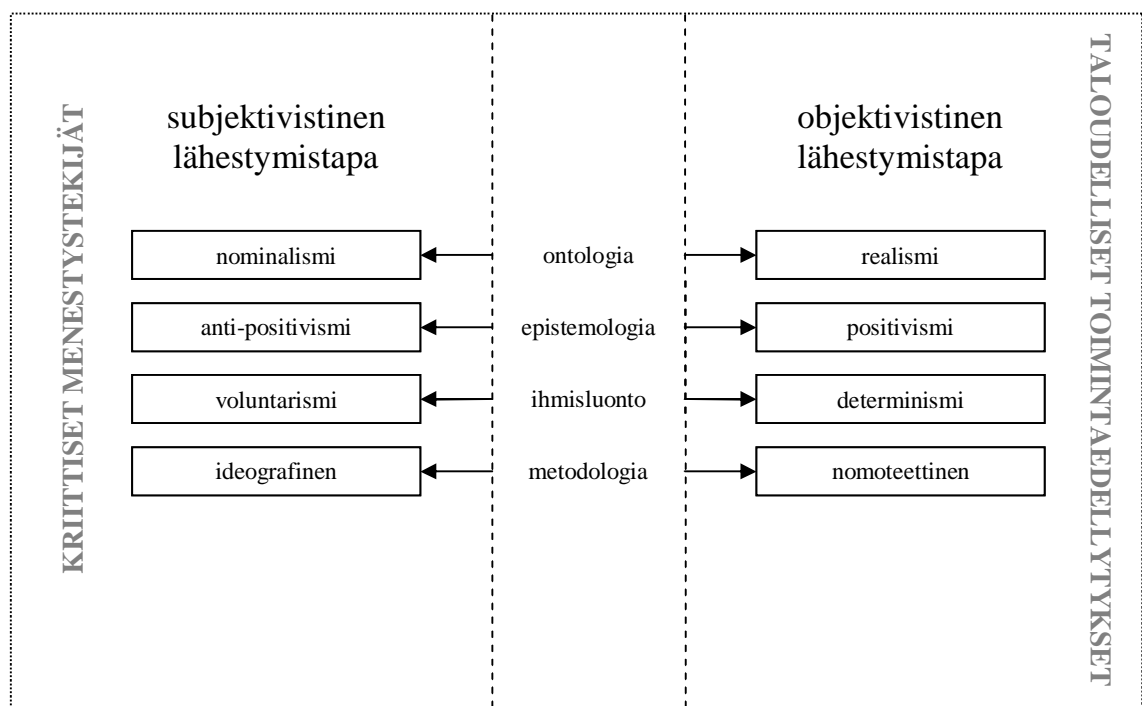 KRIITTISET MENESTYSTEKIJÄT
subjektivistinen
lähestymistapa
objektivistinen
lähestymistapa
nominalismi
ontologia
realismi
anti-positivismi
epistemologia
positivismi
voluntarismi
ihmisluonto
determinismi
ideografinen
metodologia
nomoteettinen
TALOUDELLISET TOIMINTAEDELLYTYKSET